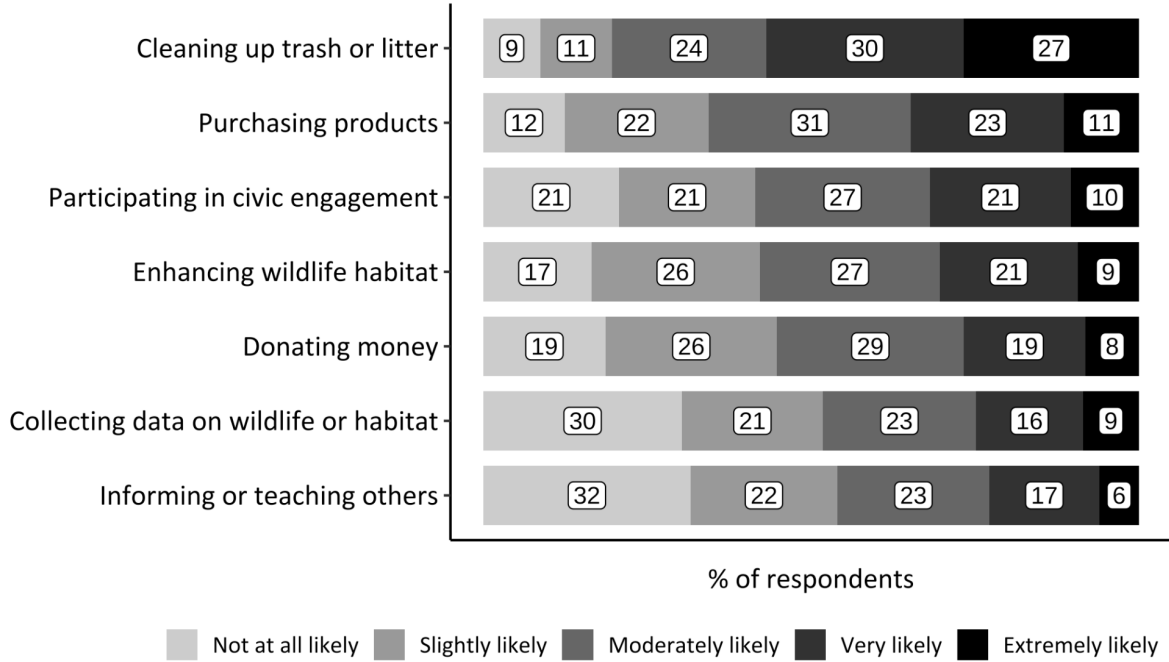 Cleaning up trash or litter 9 11 24 30 27
Purchasing products 12 22 31 23 11
Participating in civic engagement 21 21 27 21 10
Enhancing wildlife habitat 17 26 27 21 9
Donating money 19 26 29 19 8
Collecting data on wildlife or habitat 30 21 23 16 9
Informing or teaching others 32 22 23 17 6
% of respondents
Not at all likely Slightly likely Moderately likely Very likely Extremely likely